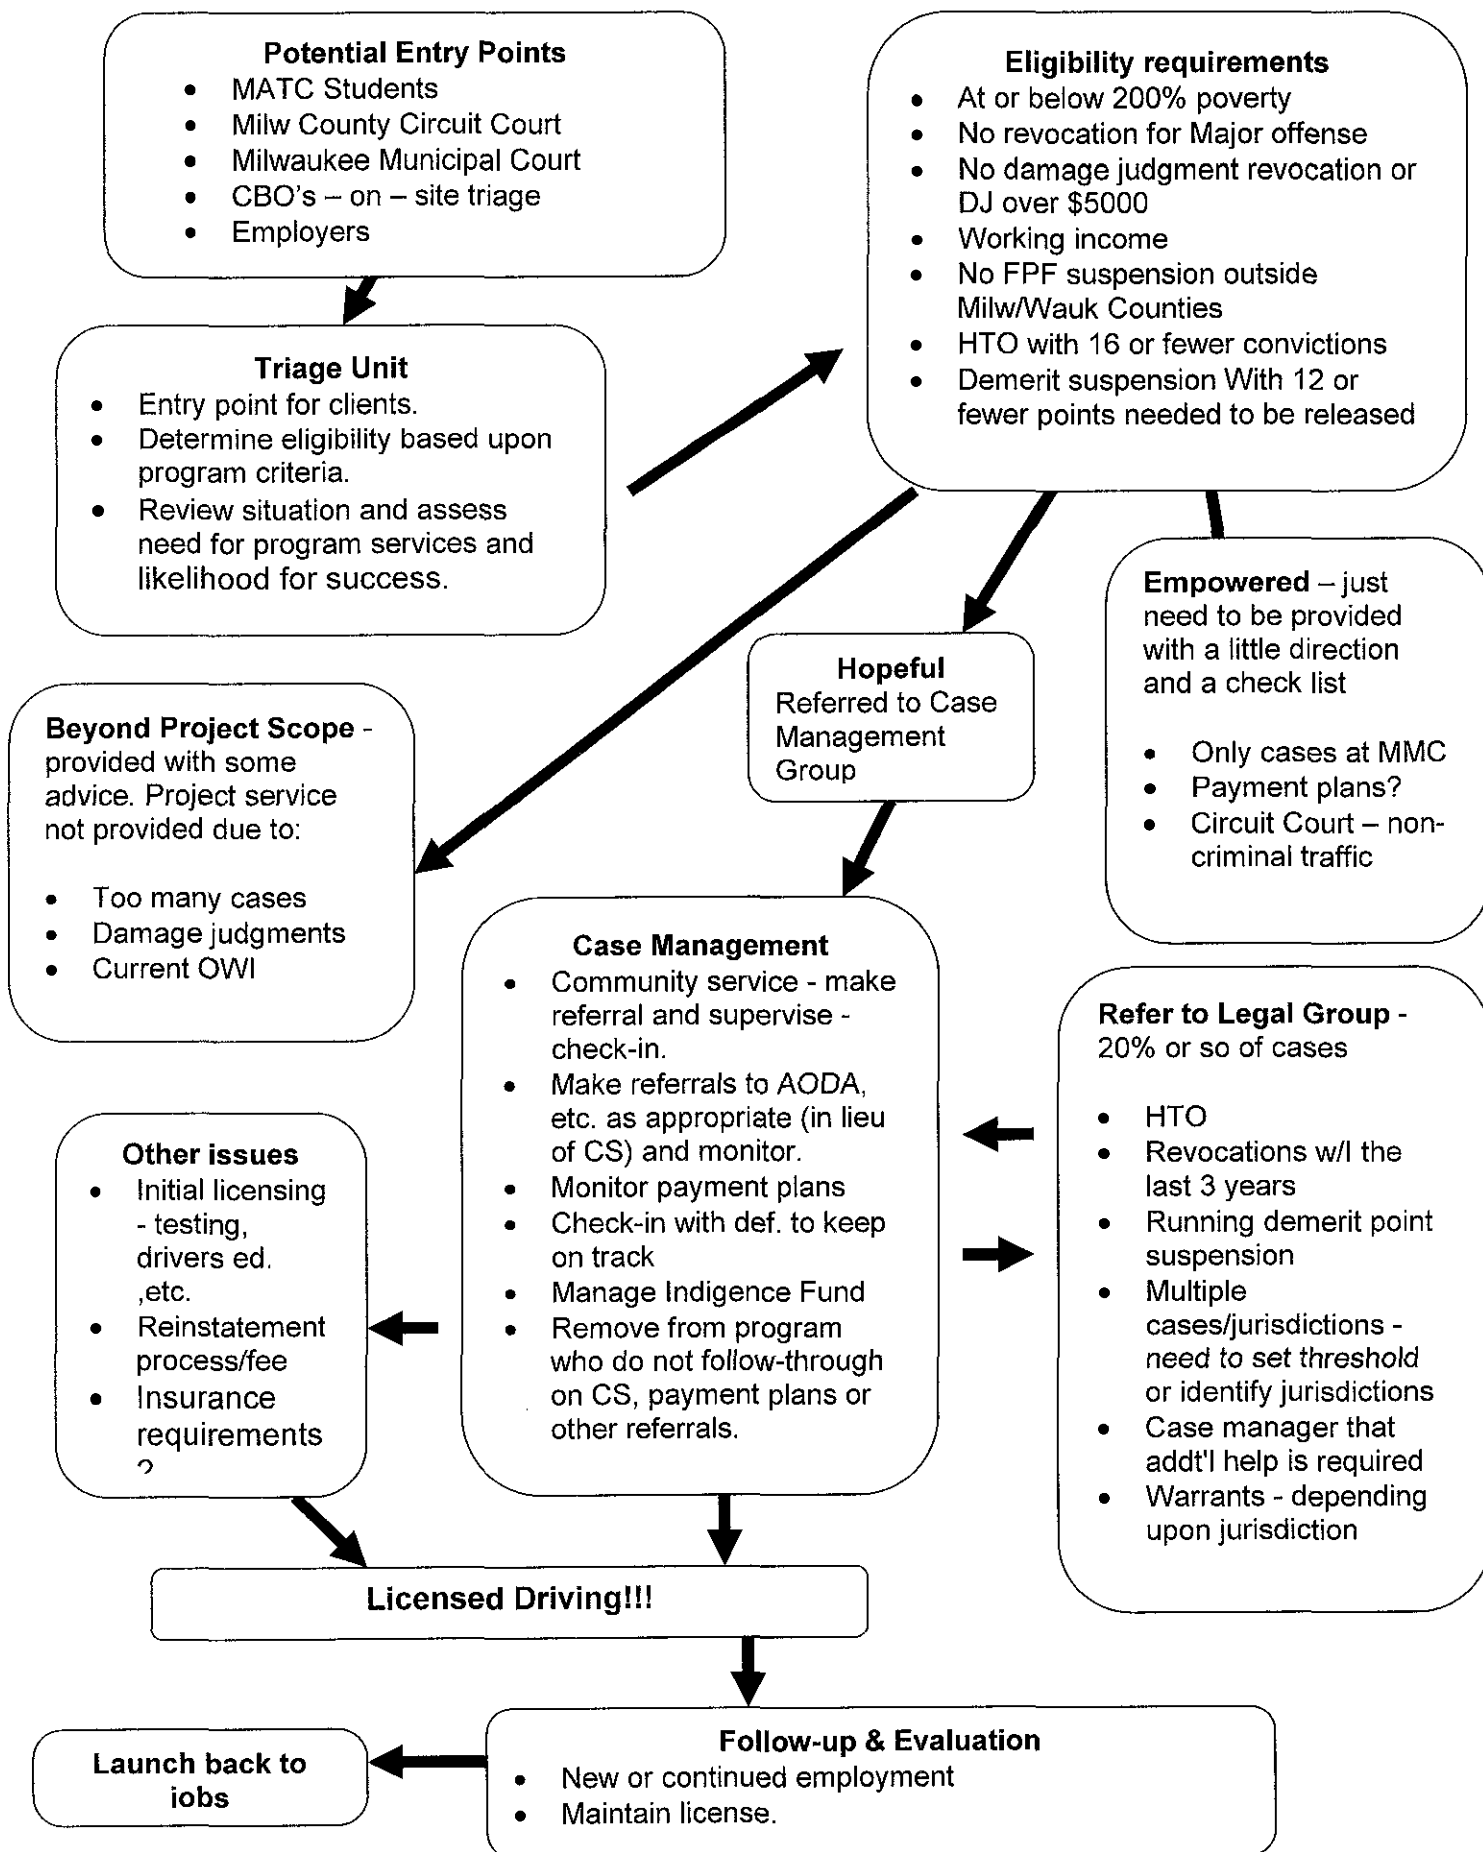 Potential Entry Points
• MATC Students
• Milw County Circuit Court
• Milwaukee Municipal Court
• CBO's – on – site triage
• Employers
Eligibility requirements
• At or below 200% poverty
• No revocation for Major offense
• No damage judgment revocation or
DJ over $5000
• Working income
• No FPF suspension outside
Milw/Wauk Counties
• HTO with 16 or fewer convictions
• Demerit suspension With 12 or
fewer points needed to be released
Triage Unit
• Entry point for clients.
• Determine eligibility based upon
program criteria.
• Review situation and assess
need for program services and
likelihood for success.
Empowered – just
need to be provided
with a little direction
and a check list
• Only cases at MMC
• Payment plans?
• Circuit Court – non-
criminal traffic
Hopeful
Referred to Case
Management
Group
Beyond Project Scope -
provided with some
advice. Project service
not provided due to:
• Too many cases
• Damage judgments
• Current OWI
Case Management
• Community service - make
referral and supervise -
check-in.
• Make referrals to AODA,
etc. as appropriate (in lieu
of CS) and monitor.
• Monitor payment plans
• Check-in with def. to keep
on track
• Manage Indigence Fund
• Remove from program
who do not follow-through
on CS, payment plans or
other referrals.
Refer to Legal Group -
20% or so of cases
• HTO
• Revocations w/I the
last 3 years
• Running demerit point
suspension
• Multiple
cases/jurisdictions -
need to set threshold
or identify jurisdictions
• Case manager that
addt'l help is required
• Warrants - depending
upon jurisdiction
Other issues
• Initial licensing
- testing,
drivers ed.
,etc.
• Reinstatement
process/fee
• Insurance
requirements
?
Licensed Driving!!!
Follow-up & Evaluation
• New or continued employment
• Maintain license.
Launch back to
jobs